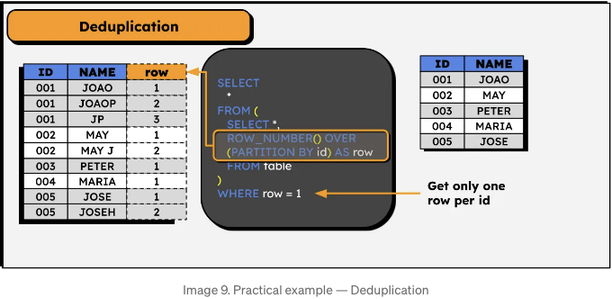 Deduplication
ID NAME row
001 JOAO 1
001 JOAOP 2
001 JP 3
002 MAY 1
002 MAY J 2
003 PETER 1
004 MARIA 1
005 JOSE 1
005 JOSEH 2
SELECT
*
FROM (
SELECT *,
ROW_NUMBER() OVER
(PARTITION BY id) AS row
FROM table
)
WHERE row = 1
ID NAME
001 JOAO
002 MAY
003 PETER
004 MARIA
005 JOSE
Get only one
row per id
Image 9. Practical example — Deduplication